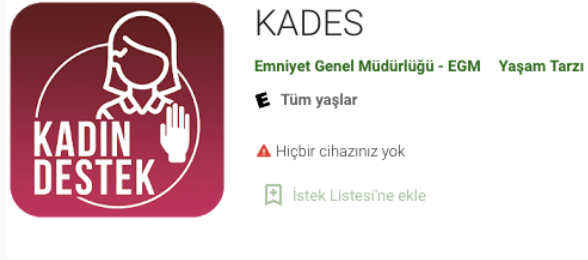 KADIN
DESTEK
KADES
Emniyet Genel Müdürlüğü - EGM Yaşam Tarzı
E Tüm yaşlar
Hiçbir cihazınız yok
İstek Listesi'ne ekle